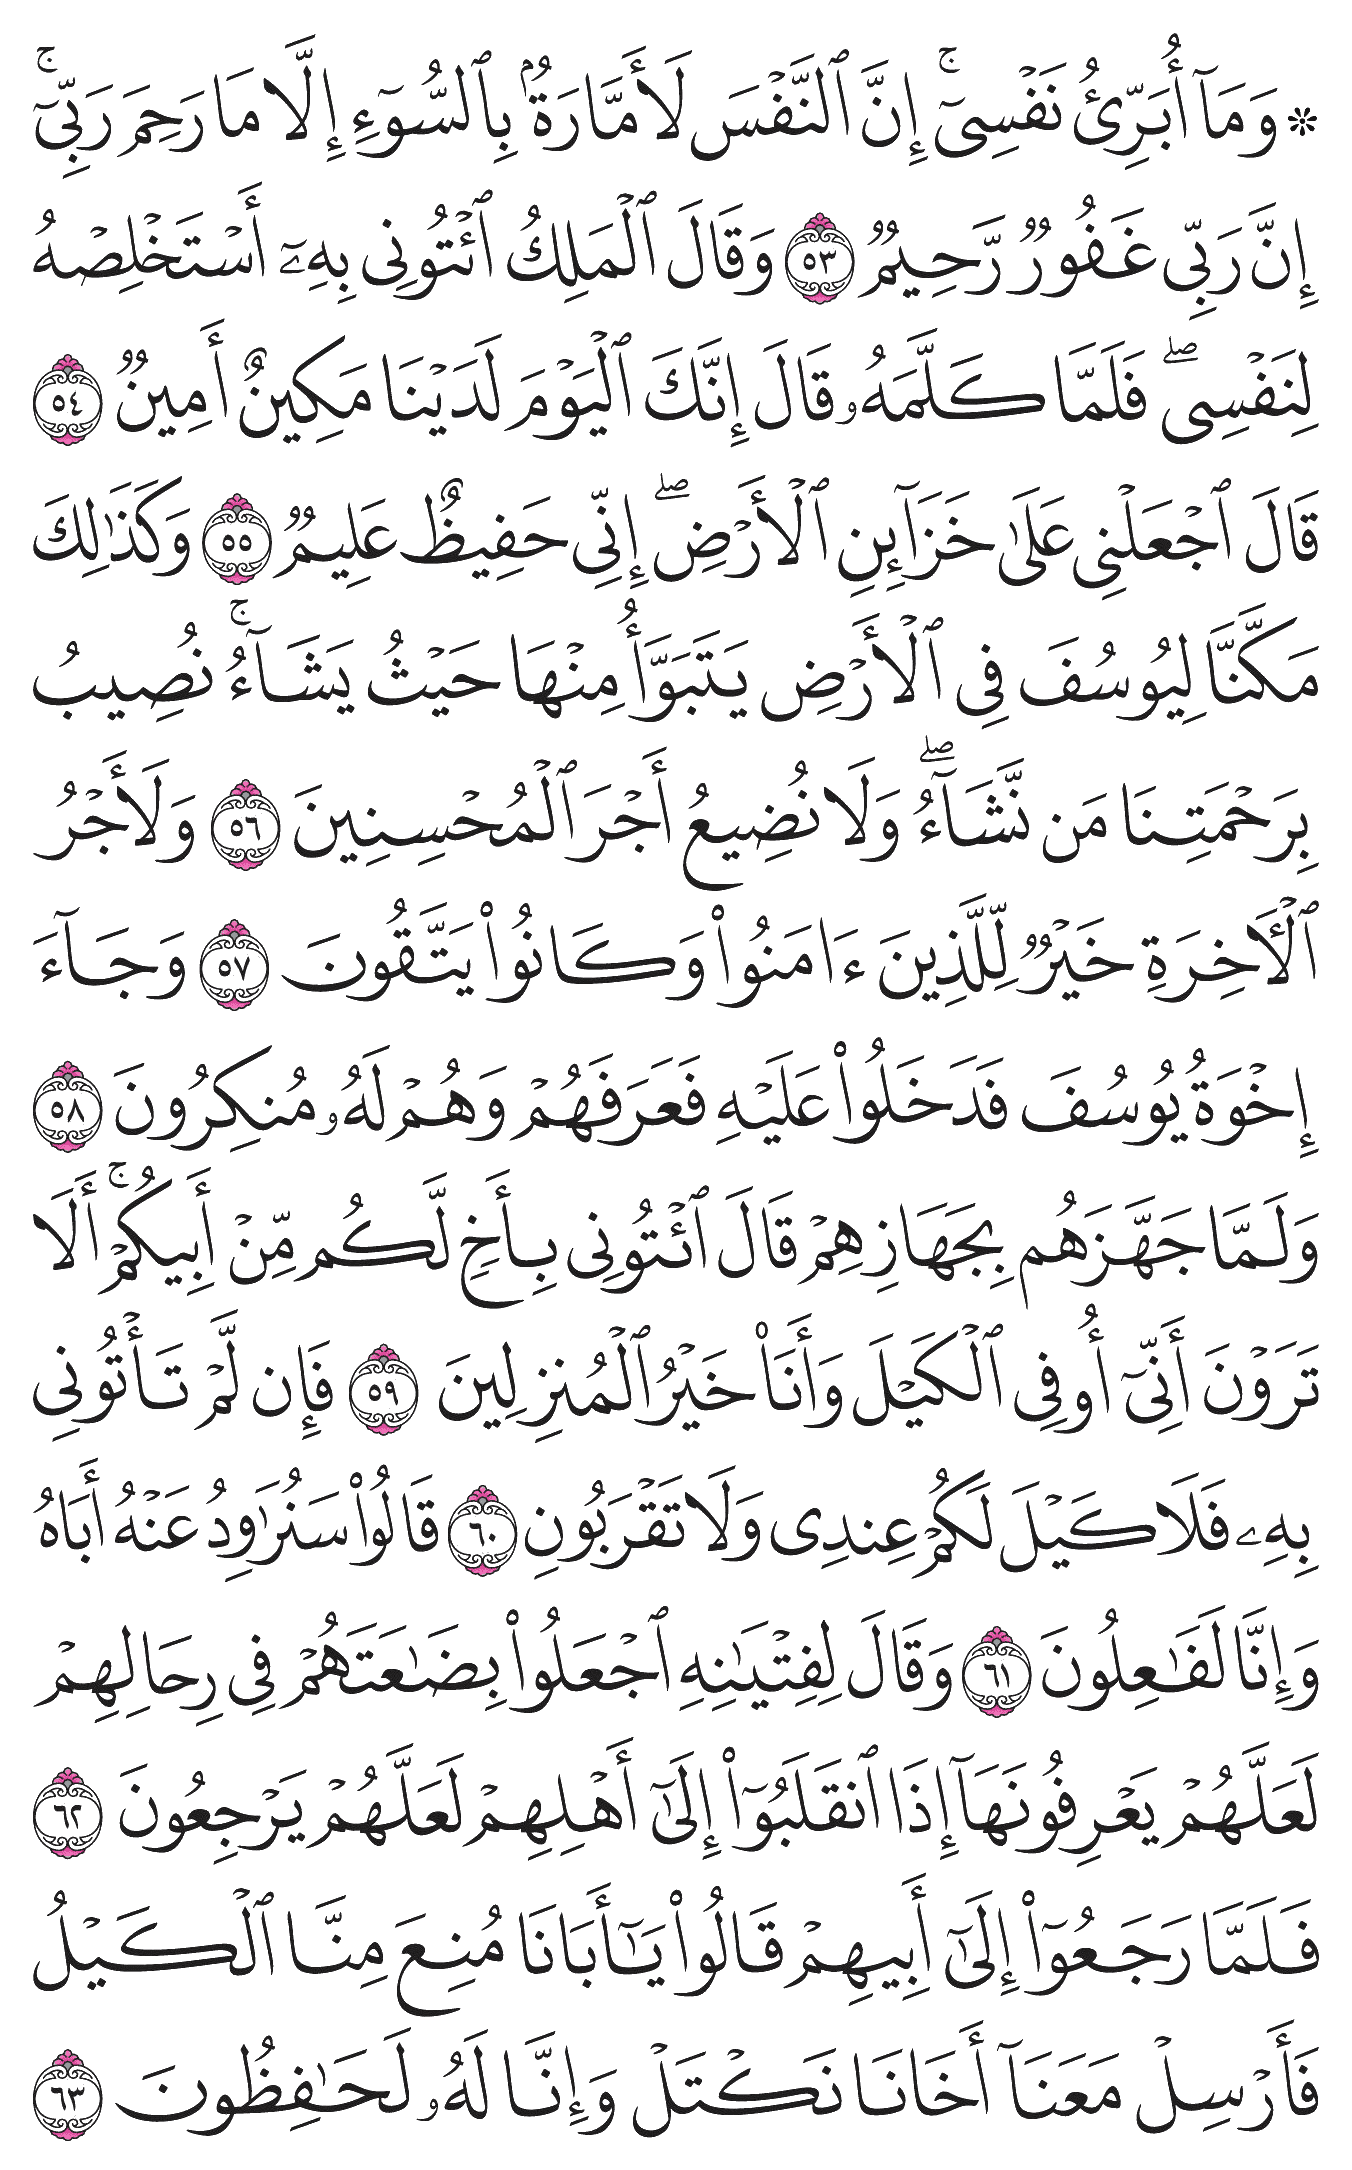 ۞ وَمَآ أُبَرِّئُ نَفۡسِيٓۚ إِنَّ ٱلنَّفۡسَ لَأَمَّارَةُۢ بِٱلسُّوٓءِ إِلَّا مَا رَحِمَ رَبِّيٓۚ
إِنَّ رَبِّي غَفُورٞ رَّحِيمٞ ٥٣ وَقَالَ ٱلۡمَلِكُ ٱئۡتُونِي بِهِۦٓ أَسۡتَخۡلِصۡهُ
لِنَفۡسِيۖ فَلَمَّا كَلَّمَهُۥ قَالَ إِنَّكَ ٱلۡيَوۡمَ لَدَيۡنَا مَكِينٌ أَمِينٞ ٥٤
قَالَ ٱجۡعَلۡنِي عَلَىٰ خَزَآئِنِ ٱلۡأَرۡضِۖ إِنِّي حَفِيظٌ عَلِيمٞ ٥٥ وَكَذَٰلِكَ
مَكَّنَّا لِيُوسُفَ فِي ٱلۡأَرۡضِ يَتَبَوَّأُ مِنۡهَا حَيۡثُ يَشَآءُۚ نُصِيبُ
بِرَحۡمَتِنَا مَن نَّشَآءُۖ وَلَا نُضِيعُ أَجۡرَ ٱلۡمُحۡسِنِينَ ٥٦ وَلَأَجۡرُ
ٱلۡأٓخِرَةِ خَيۡرٞ لِّلَّذِينَ ءَامَنُواْ وَكَانُواْ يَتَّقُونَ ٥٧ وَجَآءَ
إِخۡوَةُ يُوسُفَ فَدَخَلُواْ عَلَيۡهِ فَعَرَفَهُمۡ وَهُمۡ لَهُۥ مُنكِرُونَ ٥٨
وَلَمَّا جَهَّزَهُم بِجَهَازِهِمۡ قَالَ ٱئۡتُونِي بِأَخٖ لَّكُم مِّنۡ أَبِيكُمۡۚ أَلَا
تَرَوۡنَ أَنِّيٓ أُوفِي ٱلۡكَيۡلَ وَأَنَا۠ خَيۡرُ ٱلۡمُنزِلِينَ ٥٩ فَإِن لَّمۡ تَأۡتُونِي
بِهِۦ فَلَا كَيۡلَ لَكُمۡ عِندِي وَلَا تَقۡرَبُونِ ٦٠ قَالُواْ سَنُرَٰوِدُ عَنۡهُ أَبَاهُ
وَإِنَّا لَفَٰعِلُونَ ٦١ وَقَالَ لِفِتۡيَٰنِهِ ٱجۡعَلُواْ بِضَٰعَتَهُمۡ فِي رِحَالِهِمۡ
لَعَلَّهُمۡ يَعۡرِفُونَهَآ إِذَا ٱنقَلَبُوٓاْ إِلَىٰٓ أَهۡلِهِمۡ لَعَلَّهُمۡ يَرۡجِعُونَ ٦٢
فَلَمَّا رَجَعُوٓاْ إِلَىٰٓ أَبِيهِمۡ قَالُواْ يَٰٓأَبَانَا مُنِعَ مِنَّا ٱلۡكَيۡلُ
فَأَرۡسِلۡ مَعَنَآ أَخَانَا نَكۡتَلۡ وَإِنَّا لَهُۥ لَحَٰفِظُونَ ٦٣